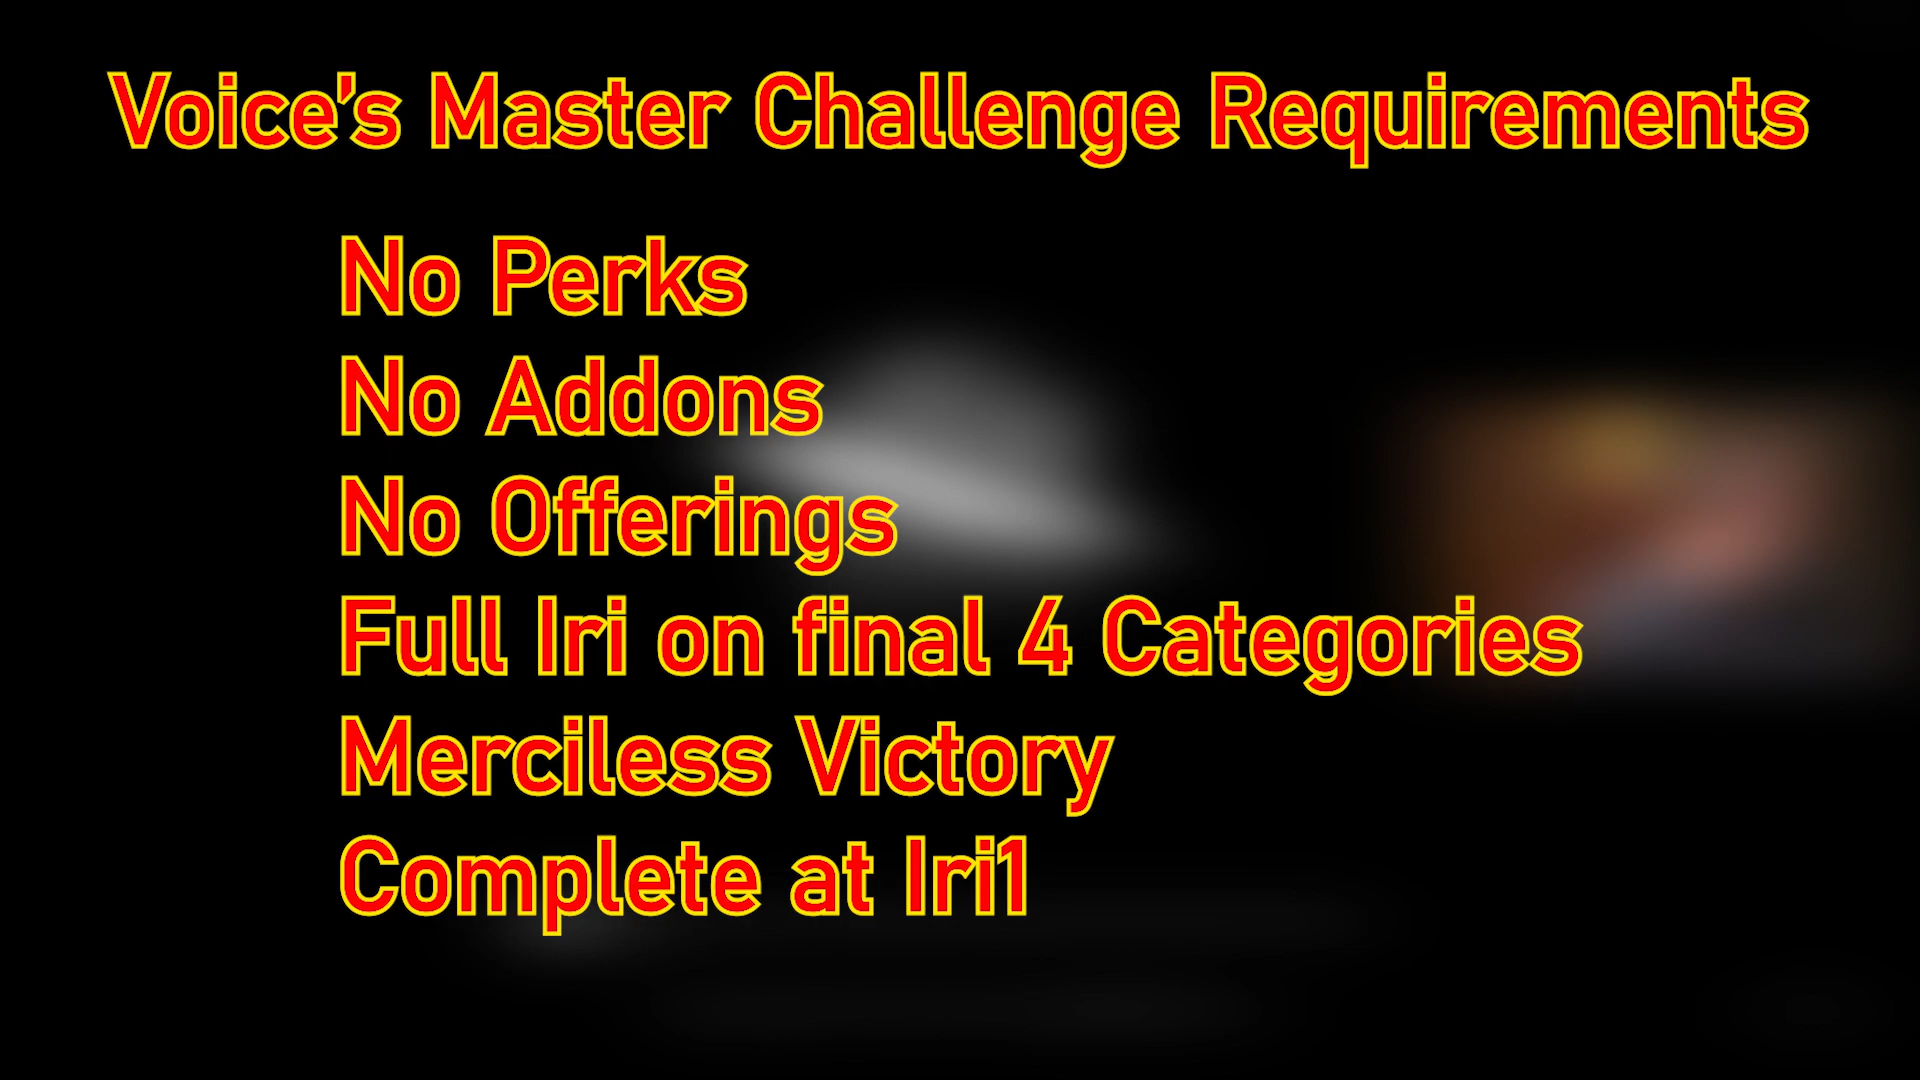 Voice's Master Challenge Requirements
No Perks
No Addons
No Offerings
Full Iri on final 4 Categories
Merciless Victory
Complete at Iri1